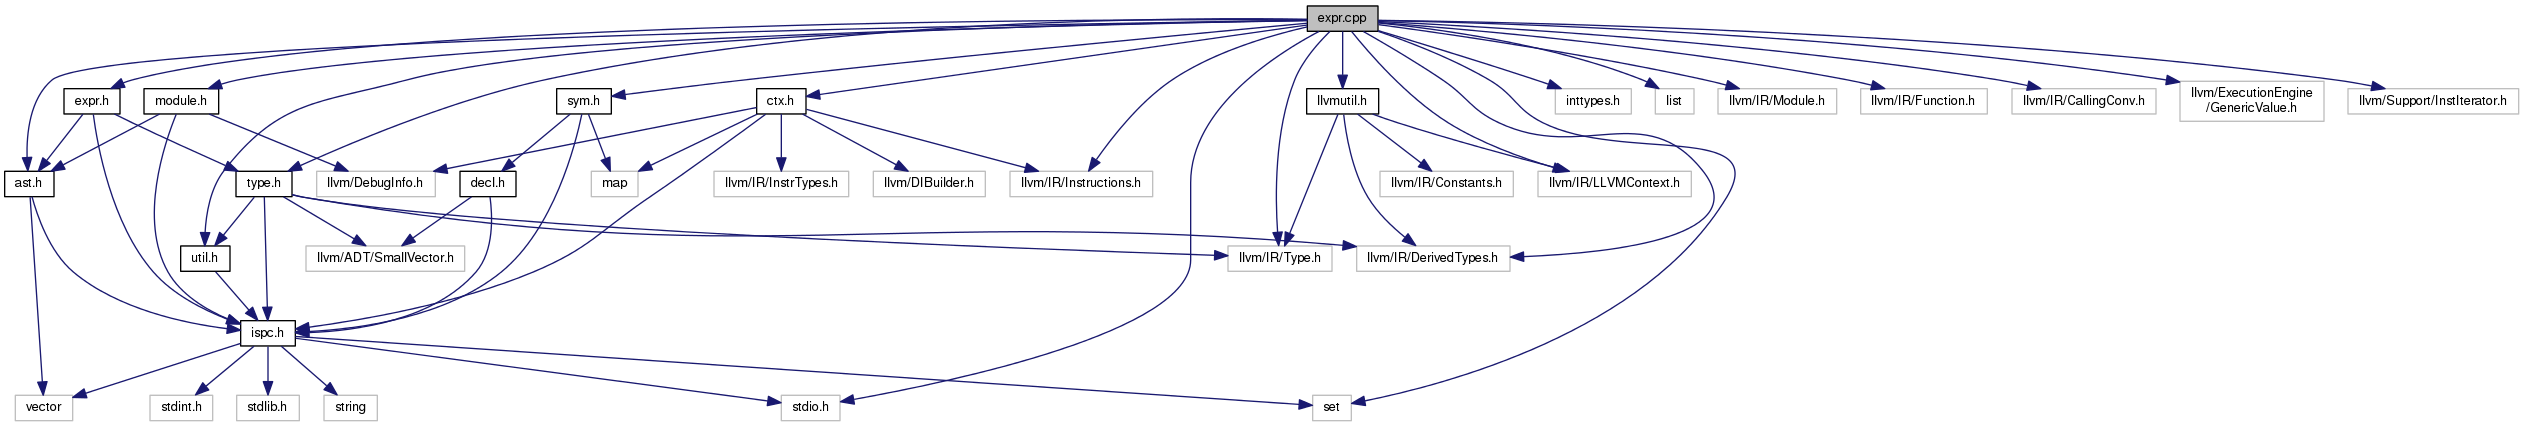 expr.cpp
expr.h
module.h
sym.h
ctx.h
llvmutil.h
inttypes.h
list
llvm/IR/Module.h
llvm/IR/Function.h
llvm/IR/CallingConv.h
llvm/ExecutionEngine
/GenericValue.h
llvm/Support/InstIterator.h
ast.h
type.h
llvm/DebugInfo.h
decl.h
map
llvm/IR/InstrTypes.h
llvm/DIBuilder.h
llvm/IR/Instructions.h
llvm/IR/Constants.h
llvm/IR/LLVMContext.h
util.h
llvm/ADT/SmallVector.h
llvm/IR/Type.h
llvm/IR/DerivedTypes.h
ispc.h
vector
stdint.h
stdlib.h
string
stdio.h
set